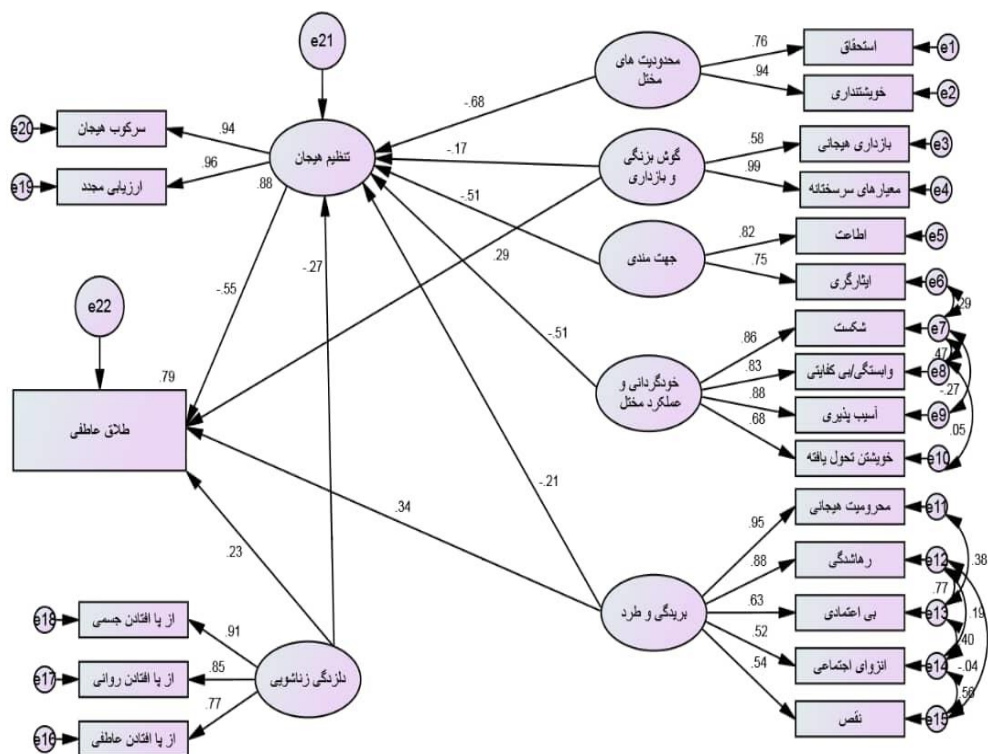 e21
e1
استحقاق
.76
محدودیت های
مختل
.94
e2
خویشتنداری
-.68
e20
سرکوب هیجان
.94
تنظیم هیجان
-.17
گوش بزنگی
و بازداری
.58
بازداری هیجانی
e3
.99
معیارهای سرسختانه
e4
e19
ارزیابی مجدد
.96
.88
-.51
.82
اطاعت
e5
جهت مندی
.75
ایثارگری
e6
.29
-.27
.29
e22
-.55
-.51
.86
شکست
e7
.47
خودگردانی و
عملکرد مختل
.83
وابستگی/بی کفایتی
e8
-.27
.88
آسیب پذیری
e9
.05
.68
خویشتن تحول یافته
e10
.79
طلاق عاطفی
-.21
.34
.23
.95
محرومیت هیجانی
e11
.38
.88
رهاشدگی
e12
.77
.19
بریدگی و طرد
.63
بی اعتمادی
e13
.40
.52
انزوای اجتماعی
e14
-.04
.56
.54
نقص
e15
e18
از پا افتادن جسمی
.91
دلزدگی زناشویی
e17
از پا افتادن روانی
.85
e16
از پا افتادن عاطفی
.77